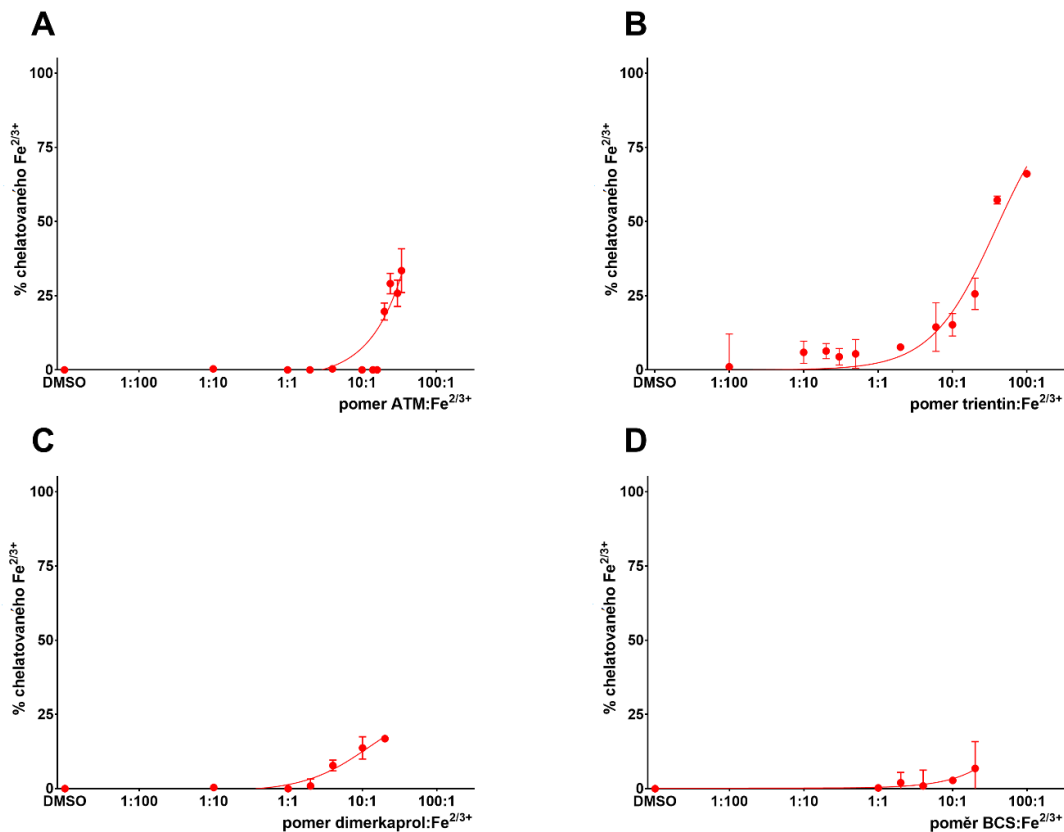 A
% chelatovaného Fe2/3+
100
75
50
25
0
DMSO 1:100 1:10 1:1 10:1 100:1
pomer ATM:Fe2/3+
B
% chelatovaného Fe2/3+
100
75
50
25
0
DMSO 1:100 1:10 1:1 10:1 100:1
pomer trientin:Fe2/3+
C
% chelatovaného Fe2/3+
100
75
50
25
0
DMSO 1:100 1:10 1:1 10:1 100:1
pomer dimerkaprol:Fe2/3+
D
% chelatovaného Fe2/3+
100
75
50
25
0
DMSO 1:100 1:10 1:1 10:1 100:1
poměr BCS:Fe2/3+